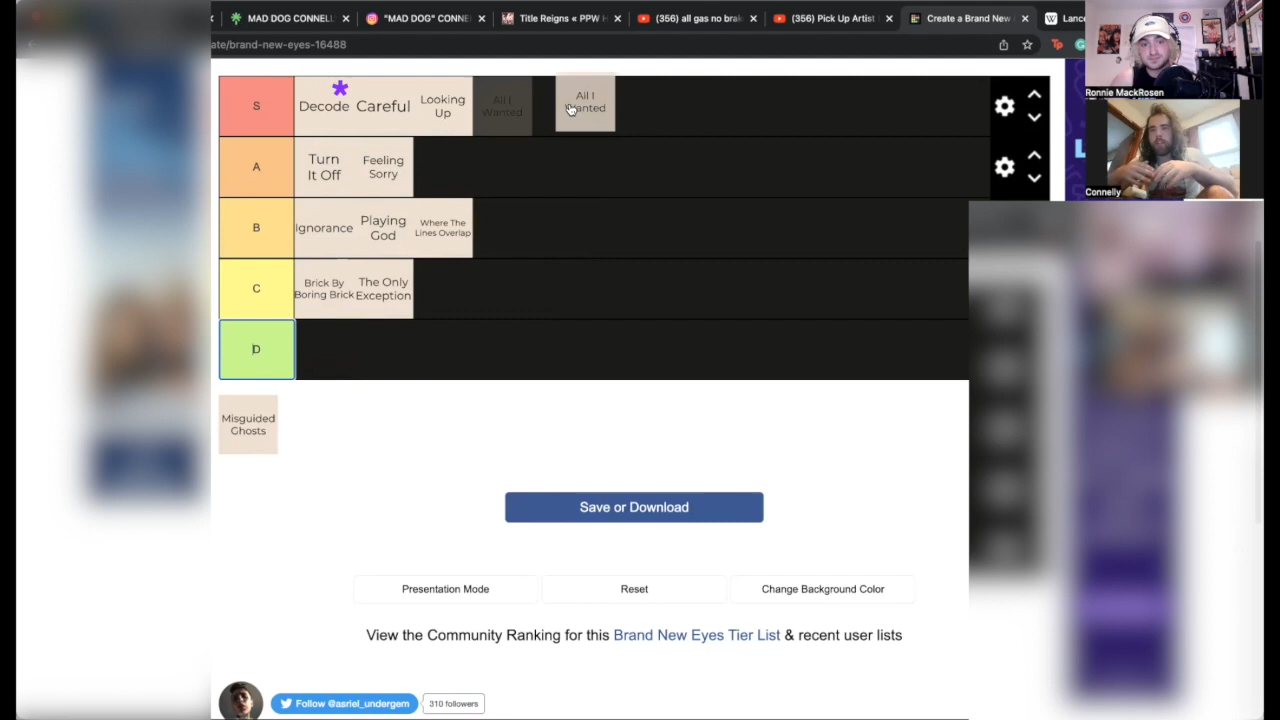 MAD DOG CONNELL
"MAD DOG" CONNE
Title Reigns « PPW H
(356) all gas no brak
(356) Pick Up Artist
Create a Brand New
Lance
ate/brand-new-eyes-16488
Ronnie MackRosen
Connelly
S
*
Decode
Careful
Looking
Up
All I
Wanted
All I
Wanted
A
Turn
It Off
Feeling
Sorry
B
Ignorance
Playing
God
Where The
Lines Overlap
C
Brick By
Boring Brick
The Only
Exception
D
Misguided
Ghosts
Save or Download
Presentation Mode
Reset
Change Background Color
View the Community Ranking for this Brand New Eyes Tier List & recent user lists
Follow @asriel_undergem
310 followers